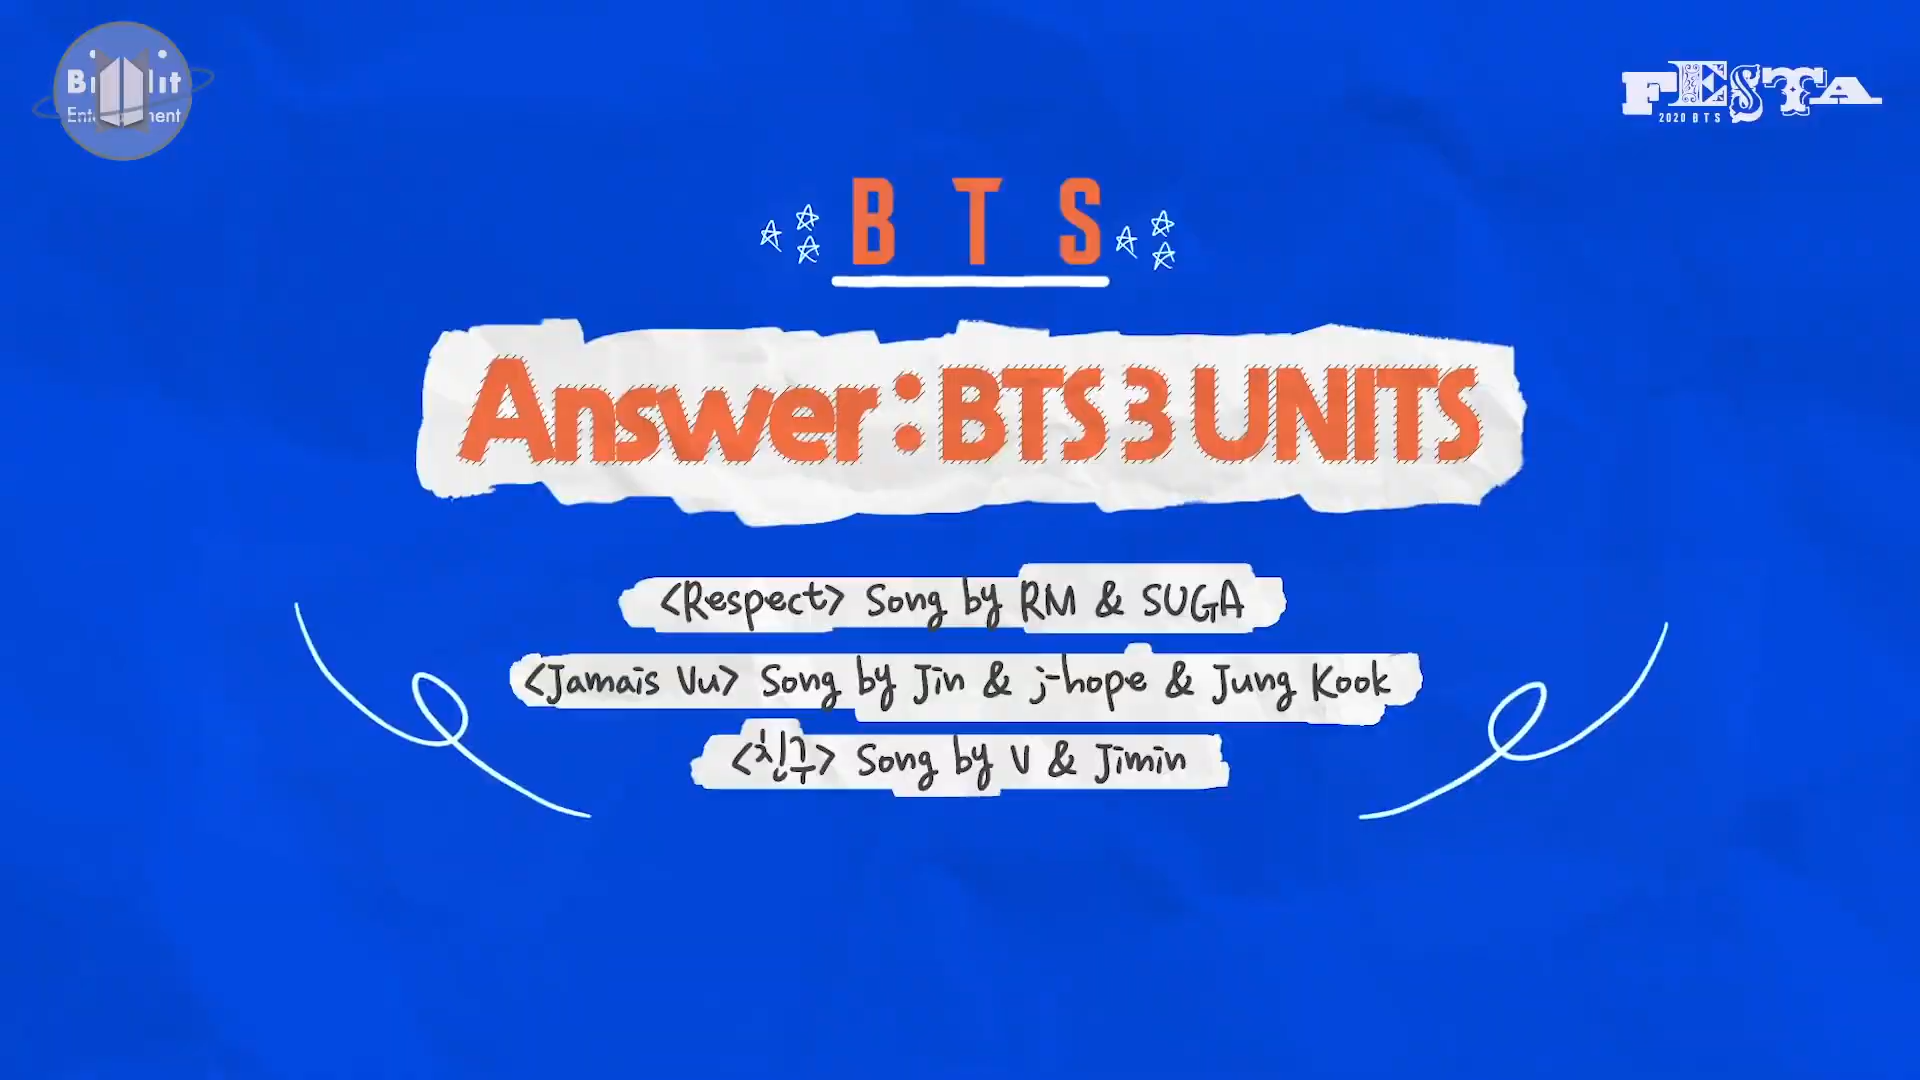 FESTA
2020 BTS
BTS
Answer : BTS 3 UNITS
<Respect> Song by RM & SUGA
<Jamais Vu> Song by Jin & j-hope & Jung Kook
<친구> Song by V & Jimin